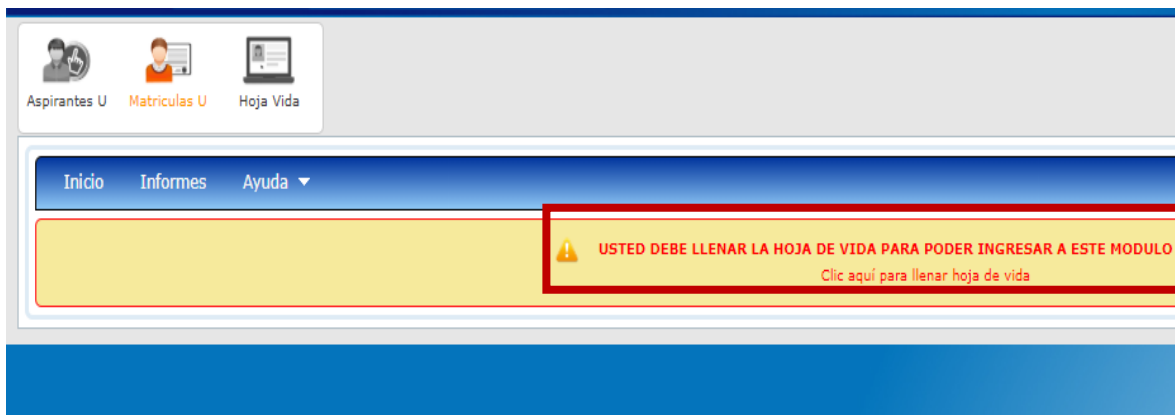 Aspirantes U Matriculas U Hoja Vida
Inicio Informes Ayuda
USTED DEBE LLENAR LA HOJA DE VIDA PARA PODER INGRESAR A ESTE MODULO
Clic aquí para llenar hoja de vida